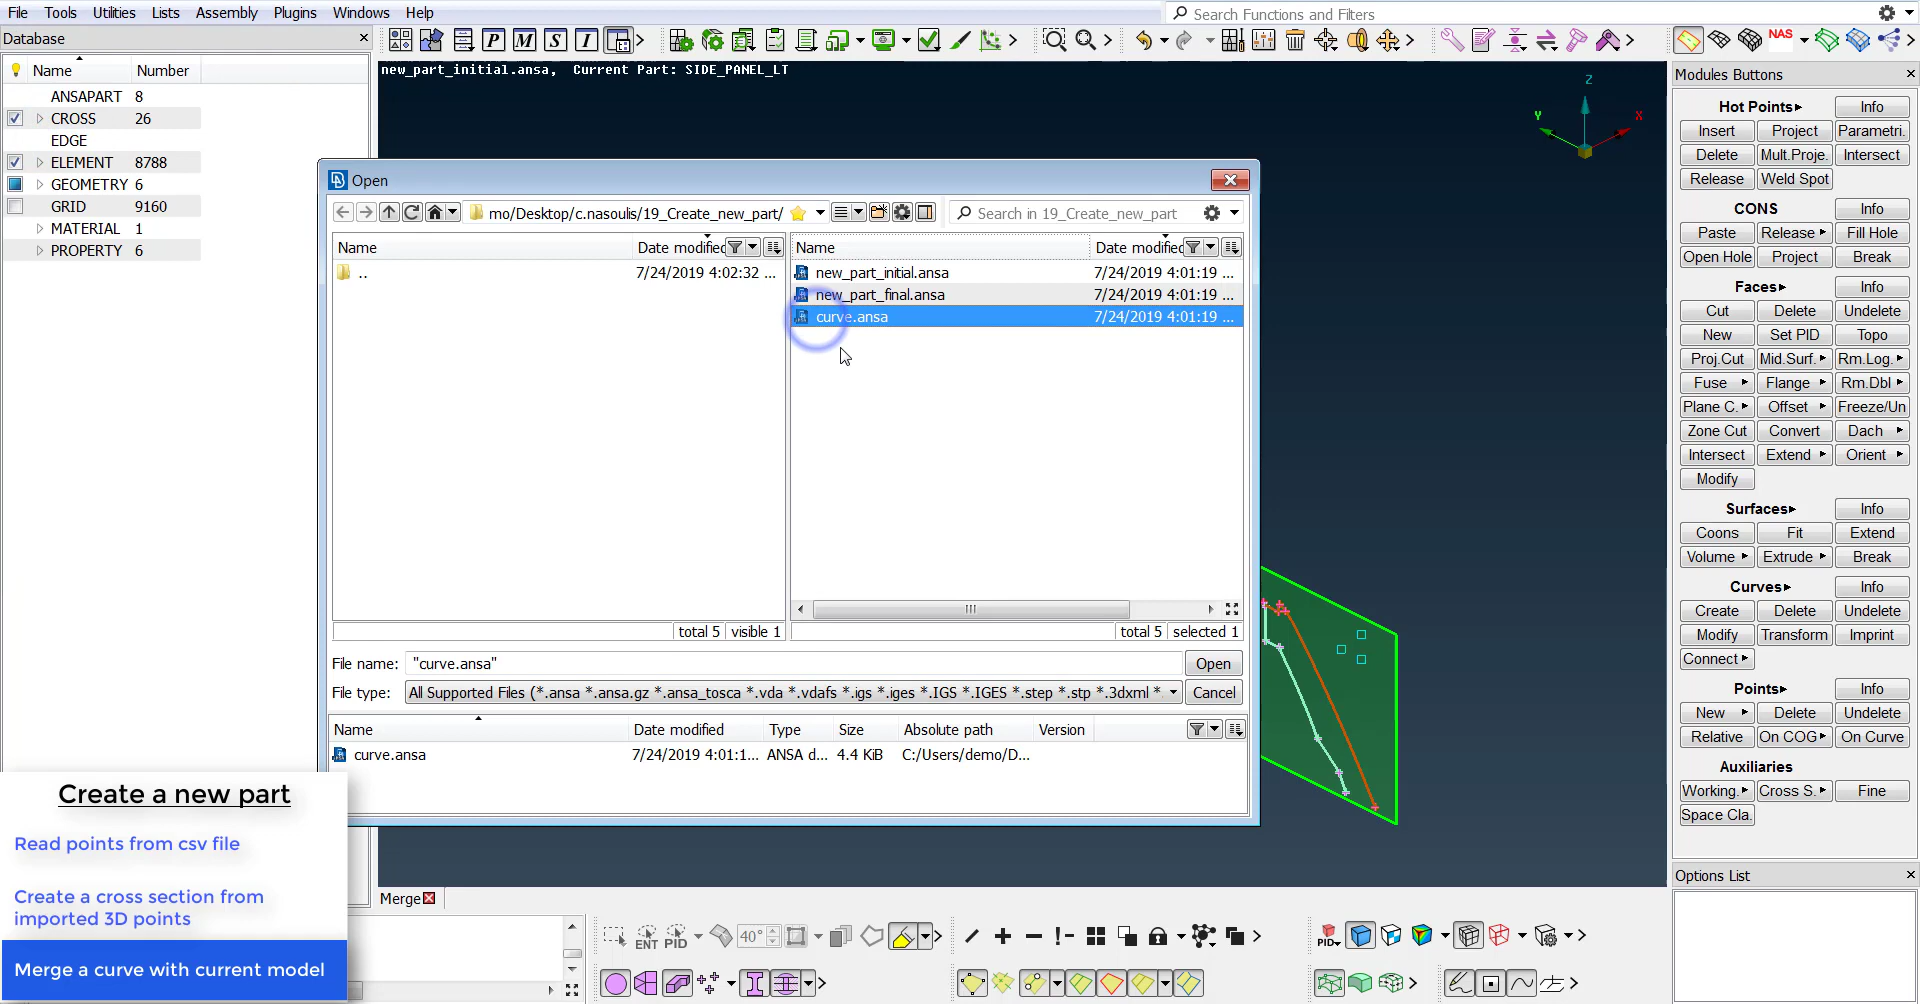 File Tools Utilities Lists Assembly Plugins Windows Help
Search Functions and Filters
Database
Name Number
ANSAPART 8
CROSS 26
EDGE
ELEMENT 8788
GEOMETRY 6
GRID 9160
MATERIAL 1
PROPERTY 6
P M S I
NAS
new_part_initial.ansa, Current Part: SIDE_PANEL_LT
Z
Y
X
Open
mo/Desktop/c.nasoulis/19_Create_new_part/
Search in 19_Create_new_part
Name Date modified
.. 7/24/2019 4:02:32 ...
total 5 visible 1
Name Date modified
new_part_initial.ansa 7/24/2019 4:01:19 ...
new_part_final.ansa 7/24/2019 4:01:19 ...
curve.ansa 7/24/2019 4:01:19 ...
total 5 selected 1
File name: "curve.ansa" Open
File type: All Supported Files (*.ansa *.ansa.gz *.ansa_tosca *.vda *.vdafs *.igs *.iges *.IGS *.IGES *.step *.stp *.3dxml *. Cancel
Name Date modified Type Size Absolute path Version
curve.ansa 7/24/2019 4:01:1... ANSA d... 4.4 KiB C:/Users/demo/D...
Create a new part
Read points from csv file
Create a cross section from
imported 3D points
Merge a curve with current model
Merge
ENT PID 40°
PID
Modules Buttons
Hot Points Info
Insert Project Parametri.
Delete Mult.Proje. Intersect
Release Weld Spot
CONS Info
Paste Release Fill Hole
Open Hole Project Break
Faces Info
Cut Delete Undelete
New Set PID Topo
Proj.Cut Mid.Surf. Rm.Log.
Fuse Flange Rm.Dbl
Plane C. Offset Freeze/Un
Zone Cut Convert Dach
Intersect Extend Orient
Modify
Surfaces Info
Coons Fit Extend
Volume Extrude Break
Curves Info
Create Delete Undelete
Modify Transform Imprint
Connect
Points Info
New Delete Undelete
Relative On COG On Curve
Auxiliaries
Working. Cross S. Fine
Space Cla.
Options List